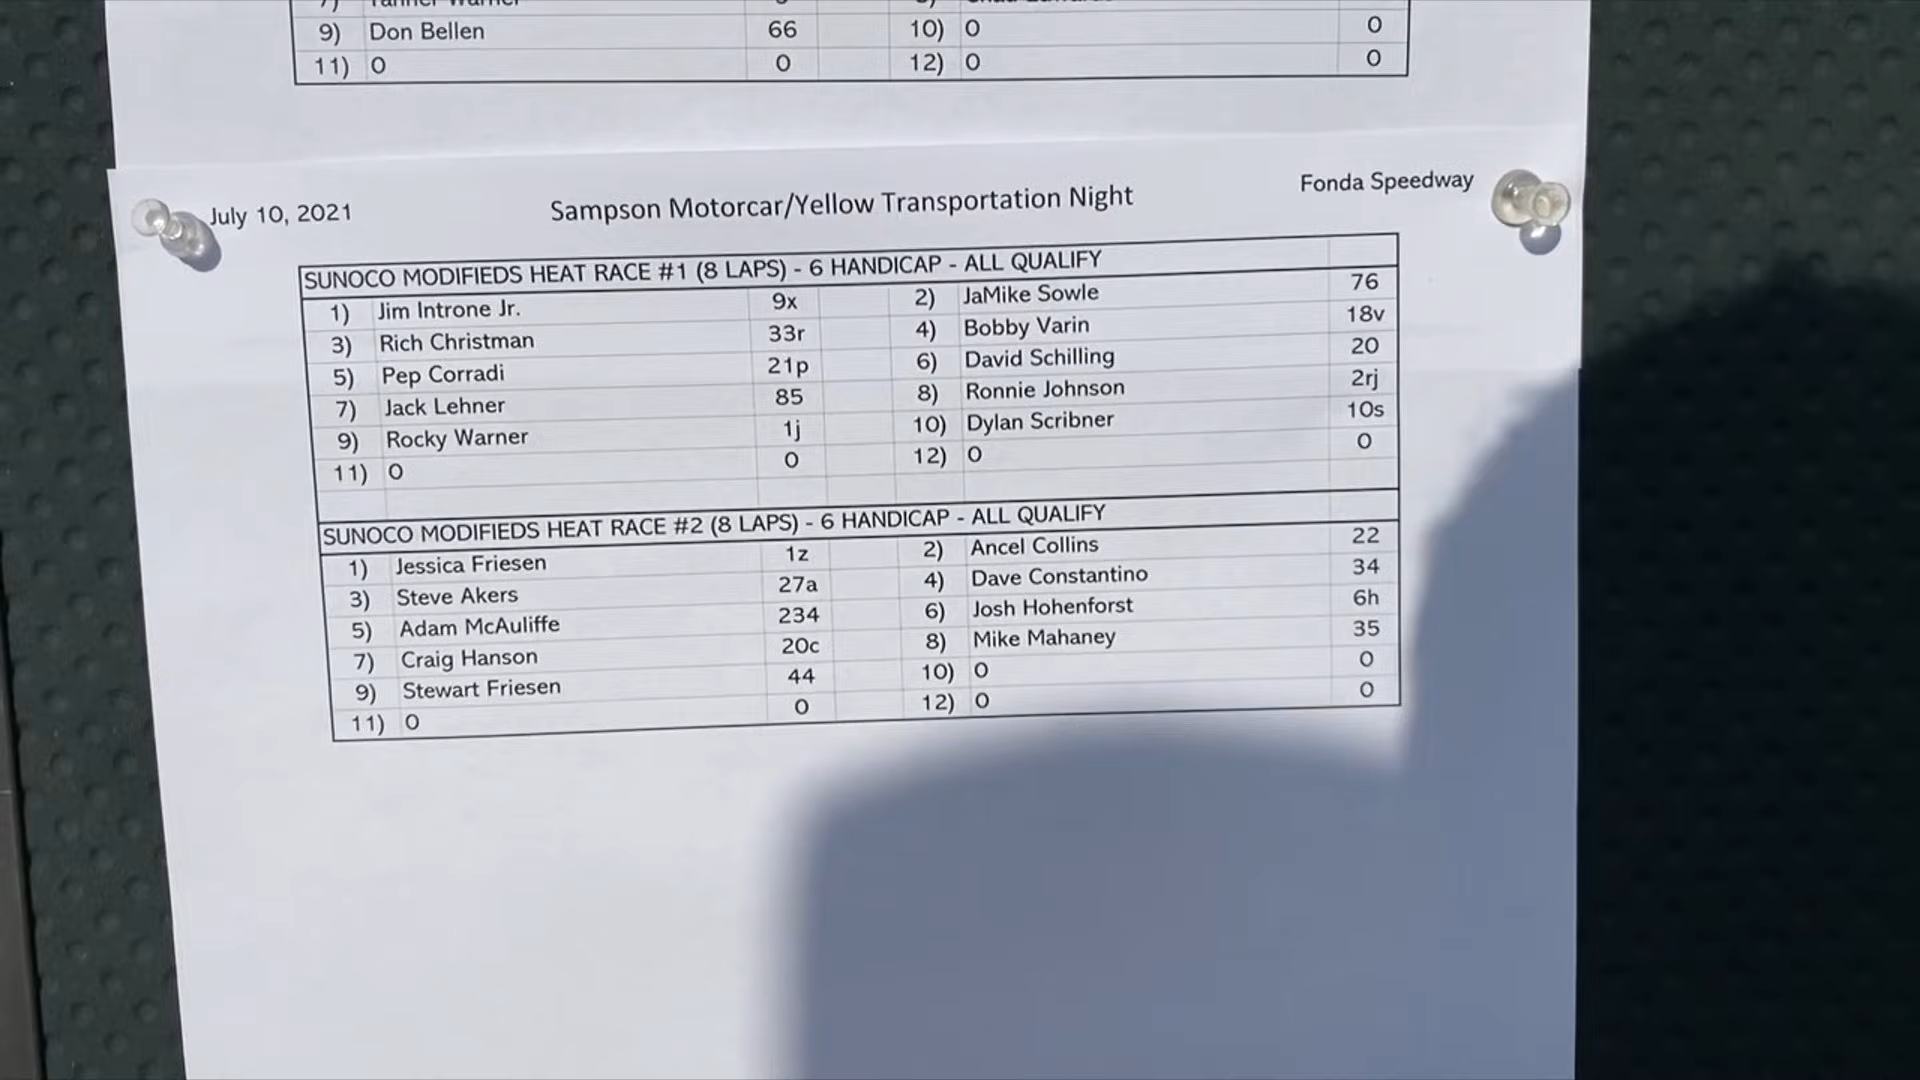 9) Don Bellen 66 10) 0 0
11) 0 0 12) 0 0
July 10, 2021 Sampson Motorcar/Yellow Transportation Night Fonda Speedway
SUNOCO MODIFIEDS HEAT RACE #1 (8 LAPS) - 6 HANDICAP - ALL QUALIFY
1) Jim Introne Jr. 9x 2) JaMike Sowle 76
3) Rich Christman 33r 4) Bobby Varin 18v
5) Pep Corradi 21p 6) David Schilling 20
7) Jack Lehner 85 8) Ronnie Johnson 2rj
9) Rocky Warner 1j 10) Dylan Scribner 10s
11) 0 0 12) 0 0
SUNOCO MODIFIEDS HEAT RACE #2 (8 LAPS) - 6 HANDICAP - ALL QUALIFY
1) Jessica Friesen 1z 2) Ancel Collins 22
3) Steve Akers 27a 4) Dave Constantino 34
5) Adam McAuliffe 234 6) Josh Hohenforst 6h
7) Craig Hanson 20c 8) Mike Mahaney 35
9) Stewart Friesen 44 10) 0 0
11) 0 0 12) 0 0